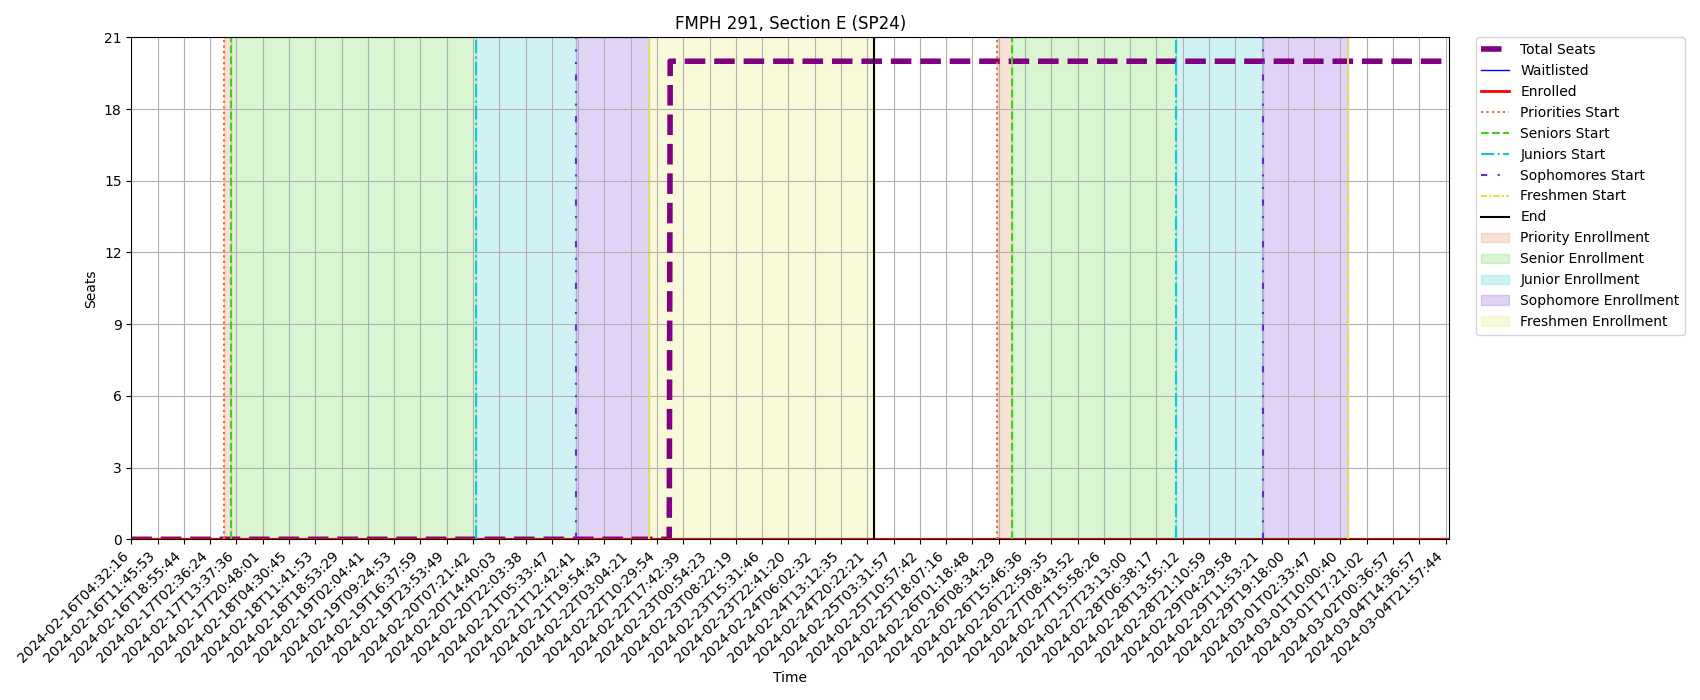 FMPH 291, Section E (SP24)
21
18
15
12
9
6
3
0
Seats
2024-02-16T04:32:16
2024-02-16T11:45:53
2024-02-16T18:55:44
2024-02-17T02:36:24
2024-02-17T13:37:36
2024-02-17T20:48:01
2024-02-18T04:30:45
2024-02-18T11:41:53
2024-02-18T18:53:29
2024-02-19T02:04:41
2024-02-19T09:24:53
2024-02-19T16:37:59
2024-02-19T23:53:49
2024-02-20T07:21:42
2024-02-20T14:40:03
2024-02-20T22:03:38
2024-02-21T05:33:47
2024-02-21T12:42:41
2024-02-21T19:54:43
2024-02-22T03:04:21
2024-02-22T10:29:54
2024-02-22T17:42:39
2024-02-23T00:54:23
2024-02-23T08:22:19
2024-02-23T15:31:46
2024-02-23T22:41:20
2024-02-24T06:02:32
2024-02-24T13:12:35
2024-02-24T20:22:21
2024-02-25T03:31:57
2024-02-25T10:57:42
2024-02-25T18:07:16
2024-02-26T01:18:48
2024-02-26T08:34:29
2024-02-26T15:46:36
2024-02-26T22:59:35
2024-02-27T08:43:52
2024-02-27T15:58:26
2024-02-27T23:13:00
2024-02-28T06:38:17
2024-02-28T13:55:12
2024-02-28T21:10:59
2024-02-29T04:29:58
2024-02-29T11:53:21
2024-02-29T19:18:00
2024-03-01T02:33:47
2024-03-01T10:00:40
2024-03-01T17:21:02
2024-03-02T00:36:57
2024-03-04T14:36:57
2024-03-04T21:57:44
Time
Total Seats
Waitlisted
Enrolled
Priorities Start
Seniors Start
Juniors Start
Sophomores Start
Freshmen Start
End
Priority Enrollment
Senior Enrollment
Junior Enrollment
Sophomore Enrollment
Freshmen Enrollment